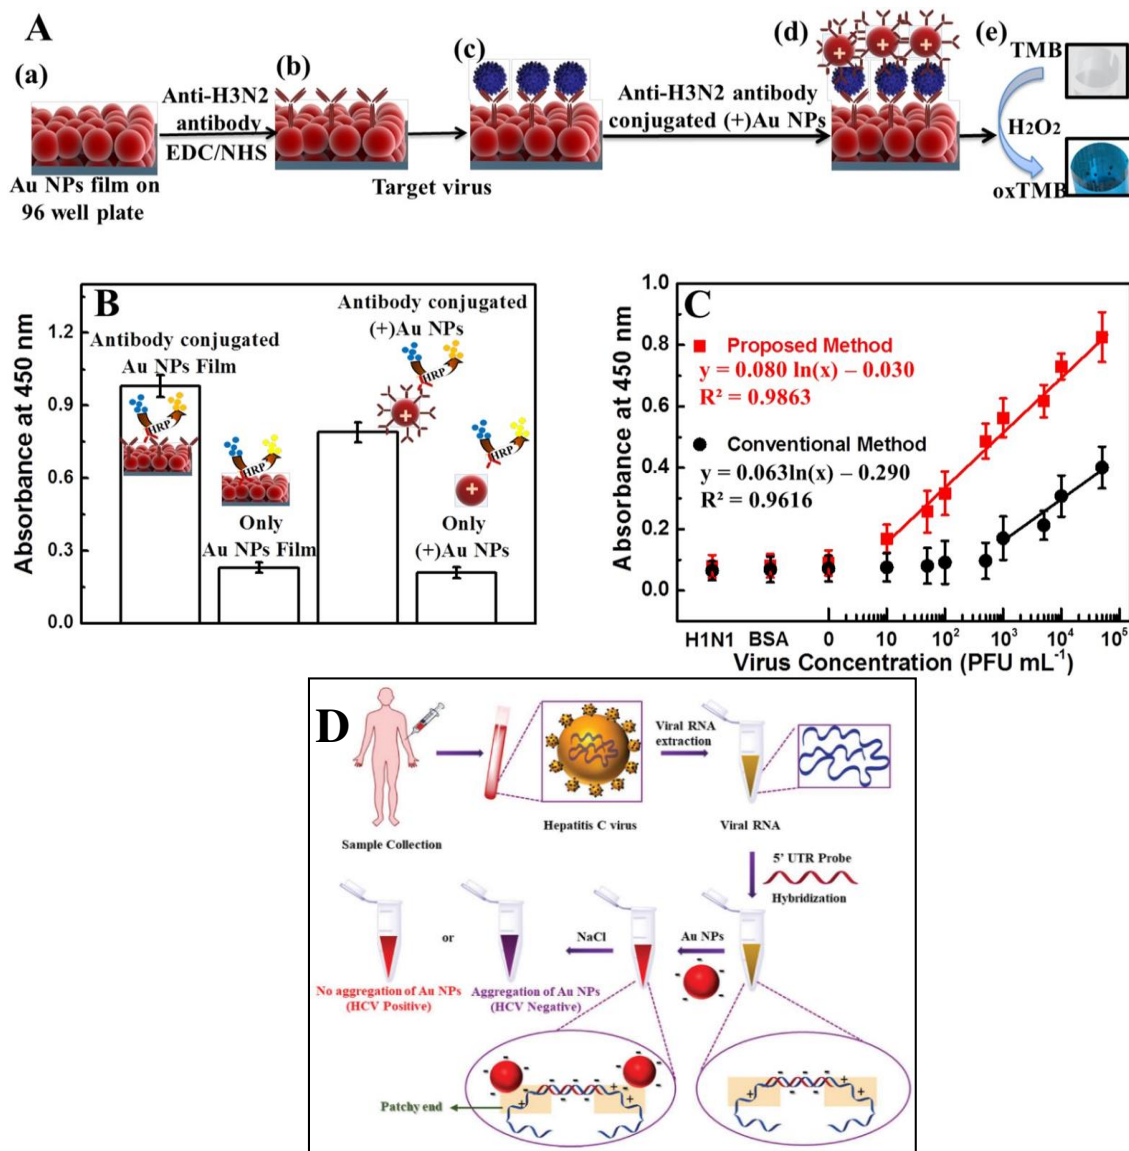 A
(a)
(b)
(c)
(d)
(e)
Anti-H3N2
antibody
EDC/NHS
Au NPs film on
96 well plate
Target virus
Anti-H3N2 antibody
conjugated (+)Au NPs
TMB
H2O2
oxTMB
B
Absorbance at 450 nm
1.2
0.9
0.6
0.3
0.0
Antibody conjugated
Au NPs Film
HRP
HRP
Only
Au NPs Film
Antibody conjugated
(+)Au NPs
HRP
+
HRP
+
Only
(+)Au NPs
C
Absorbance at 450 nm
1.0
0.8
0.6
0.4
0.2
0.0
Proposed Method
y = 0.080 ln(x) – 0.030
R² = 0.9863
Conventional Method
y = 0.063ln(x) – 0.290
R² = 0.9616
H1N1 BSA 0 10 10² 10³ 10⁴ 10⁵
Virus Concentration (PFU mL⁻¹)
D
Sample Collection
Hepatitis C virus
Viral RNA
extraction
Viral RNA
5' UTR Probe
Hybridization
Au NPs
NaCl
or
No aggregation of Au NPs
(HCV Positive)
Aggregation of Au NPs
(HCV Negative)
Patchy end